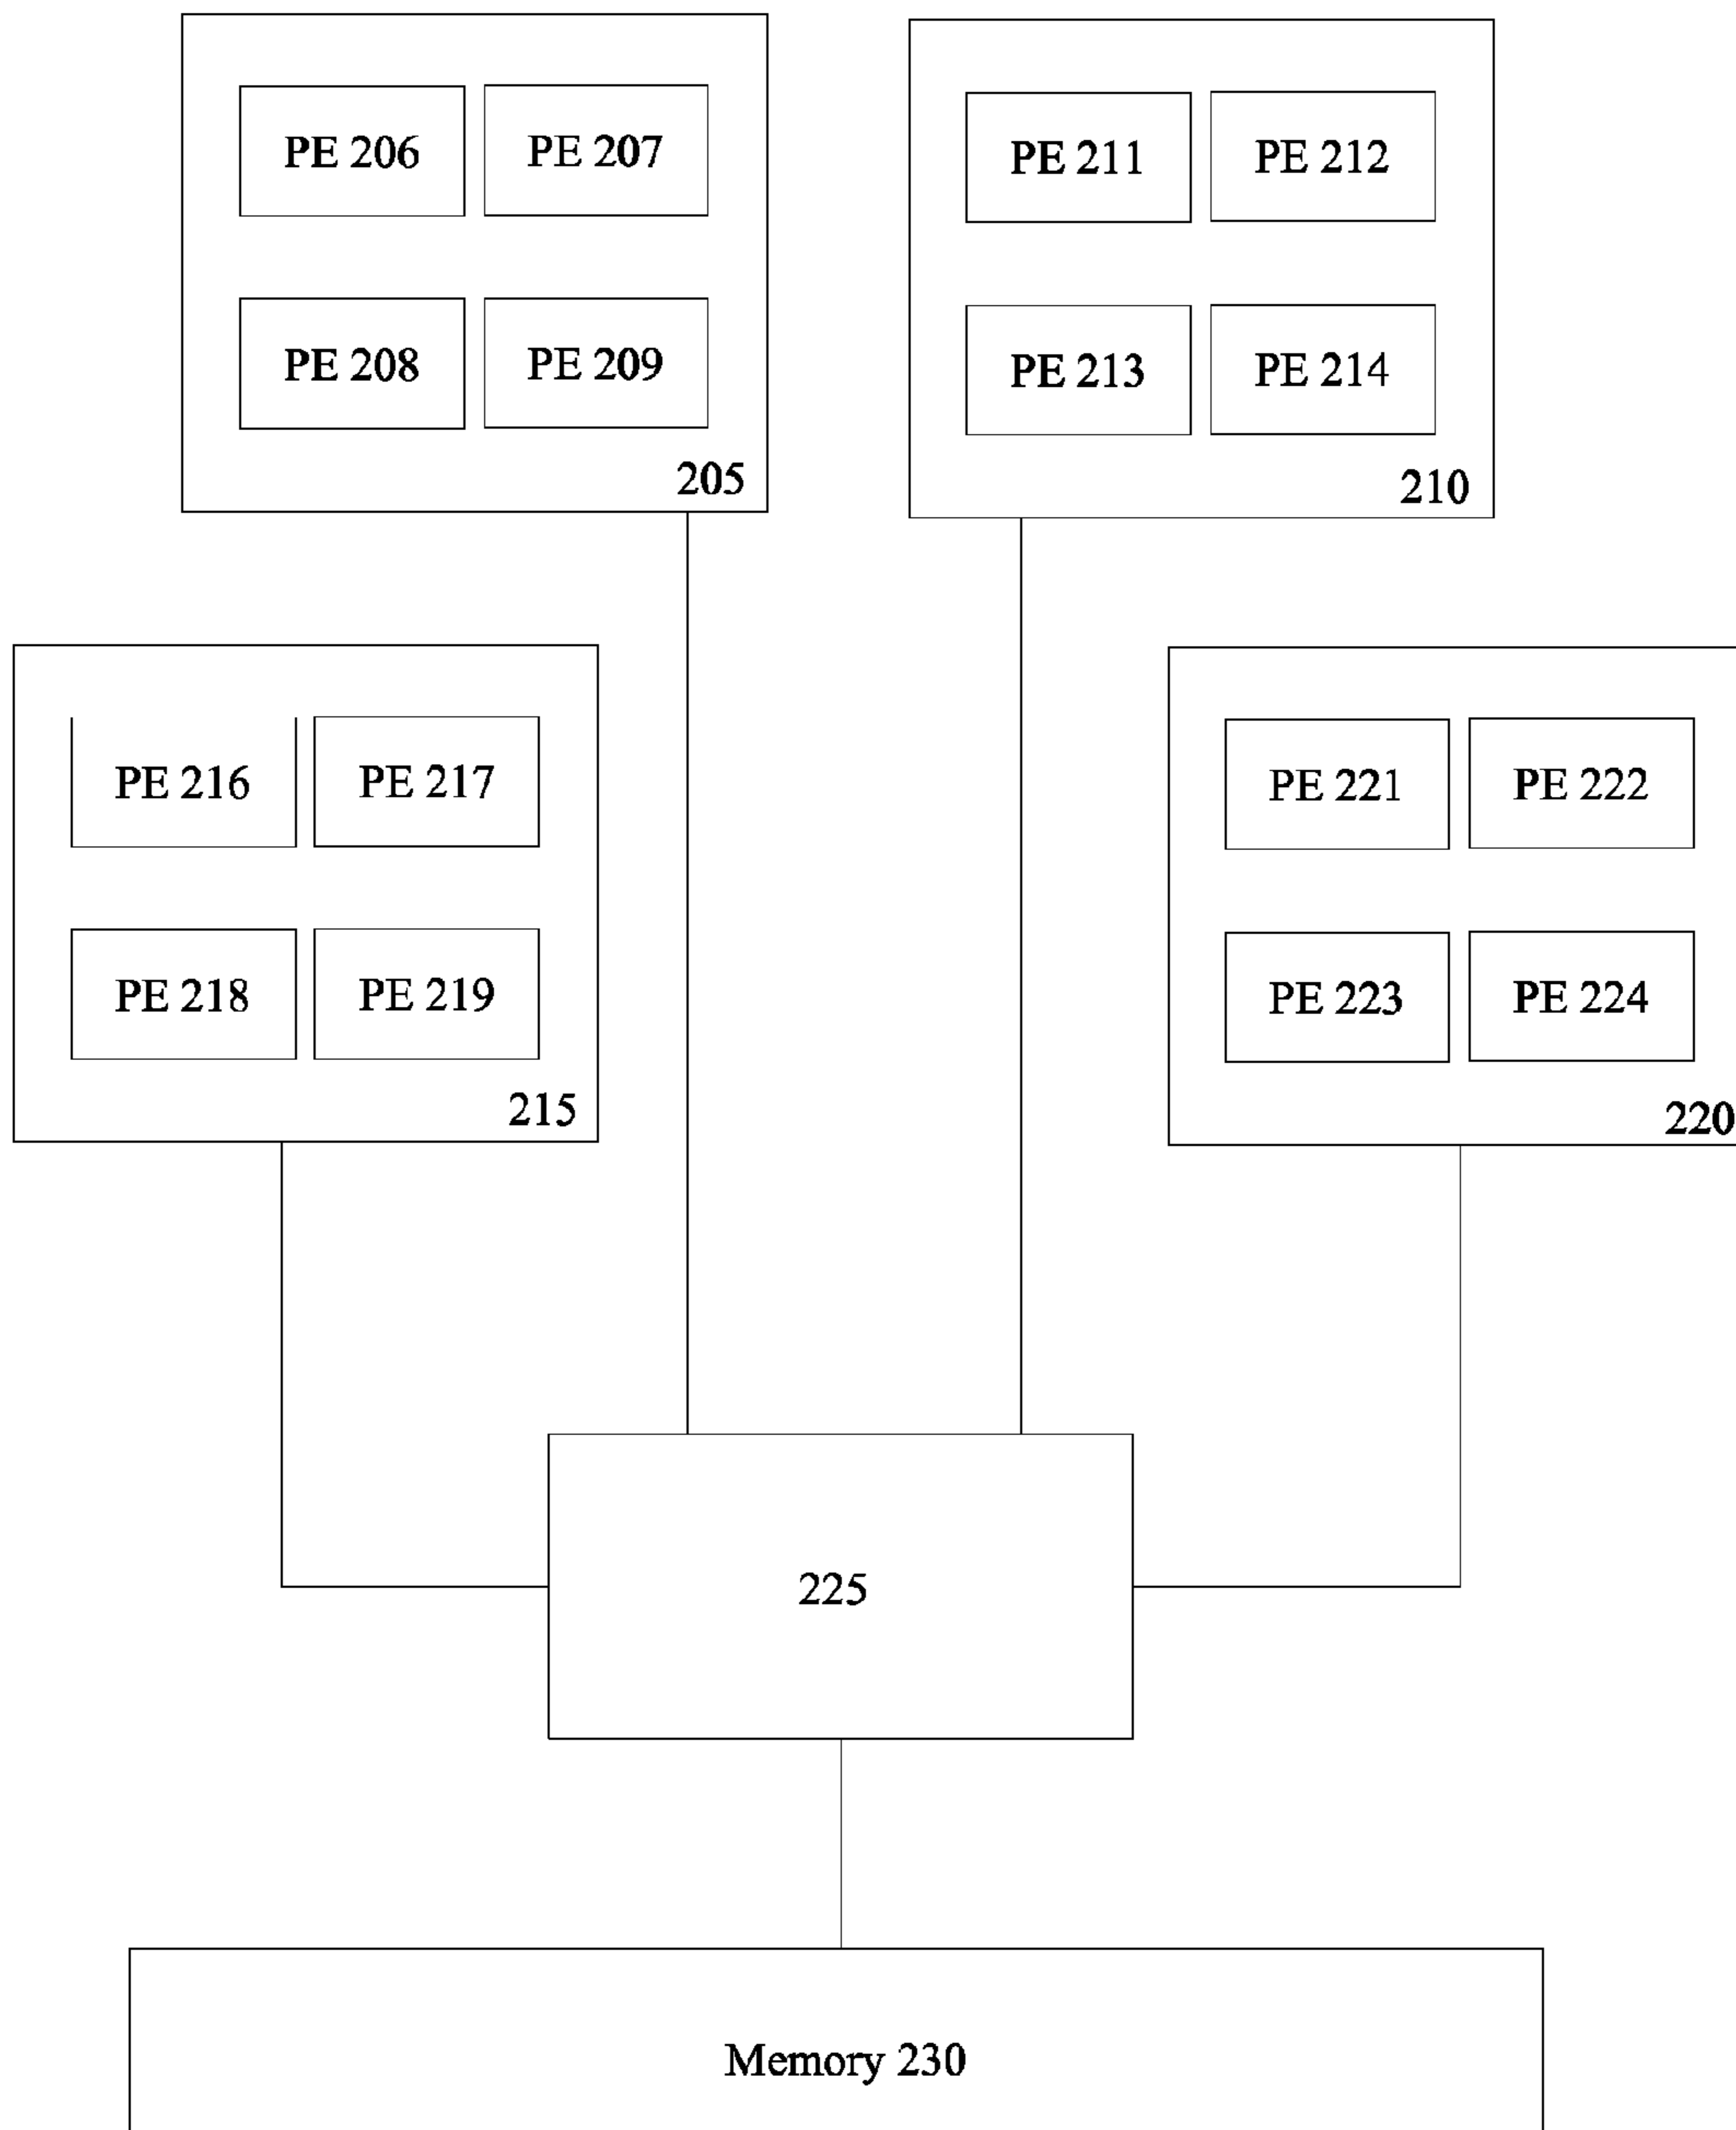 PE 206
PE 207
PE 208
PE 209
205
PE 211
PE 212
PE 213
PE 214
210
PE 216
PE 217
PE 218
PE 219
215
PE 221
PE 222
PE 223
PE 224
220
225
Memory 230